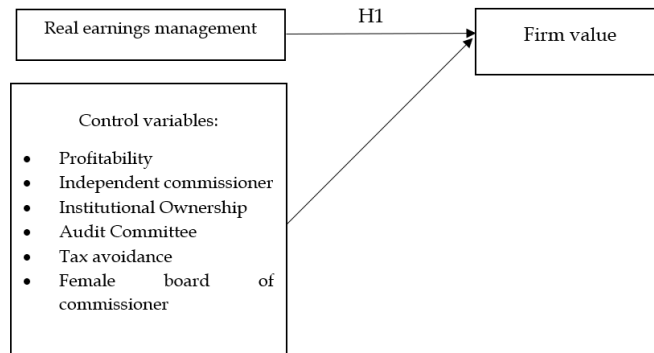 Real earnings management
H1
Firm value
Control variables:
• Profitability
• Independent commissioner
• Institutional Ownership
• Audit Committee
• Tax avoidance
• Female board of
commissioner